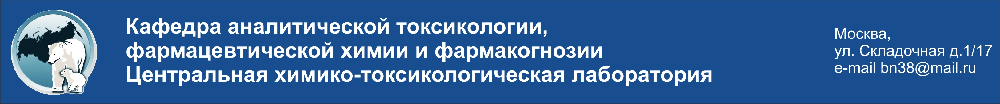 Кафедра аналитической токсикологии,
фармацевтической химии и фармакогнозии
Центральная химико-токсикологическая лаборатория
Москва,
ул. Складочная д.1/17
e-mail bn38@mail.ru